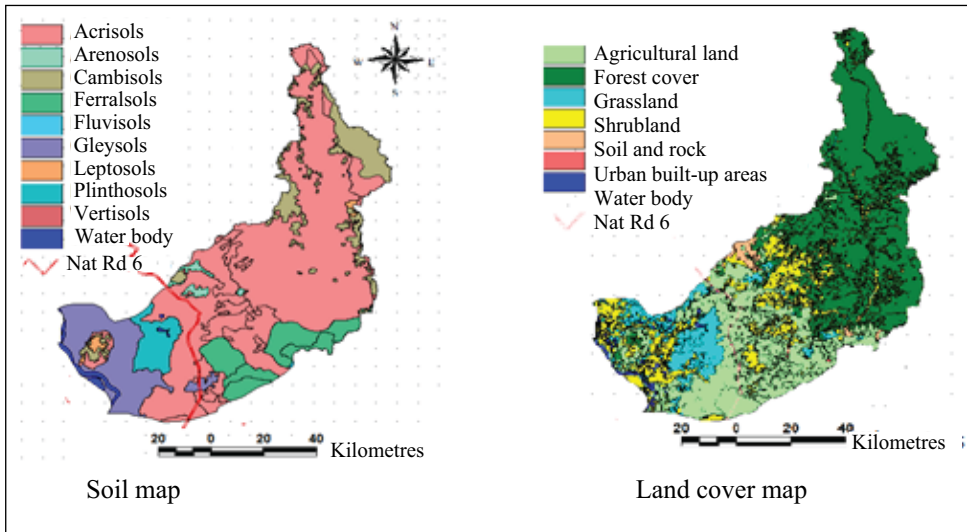 Acrisols
Arenosols
Cambisols
Ferralsols
Fluvisols
Gleysols
Leptosols
Plinthosols
Vertisols
Water body
Nat Rd 6
N
W E
S
20 0 20 40
Kilometres
Soil map
Agricultural land
Forest cover
Grassland
Shrubland
Soil and rock
Urban built-up areas
Water body
Nat Rd 6
20 0 20 40
Kilometres
Land cover map